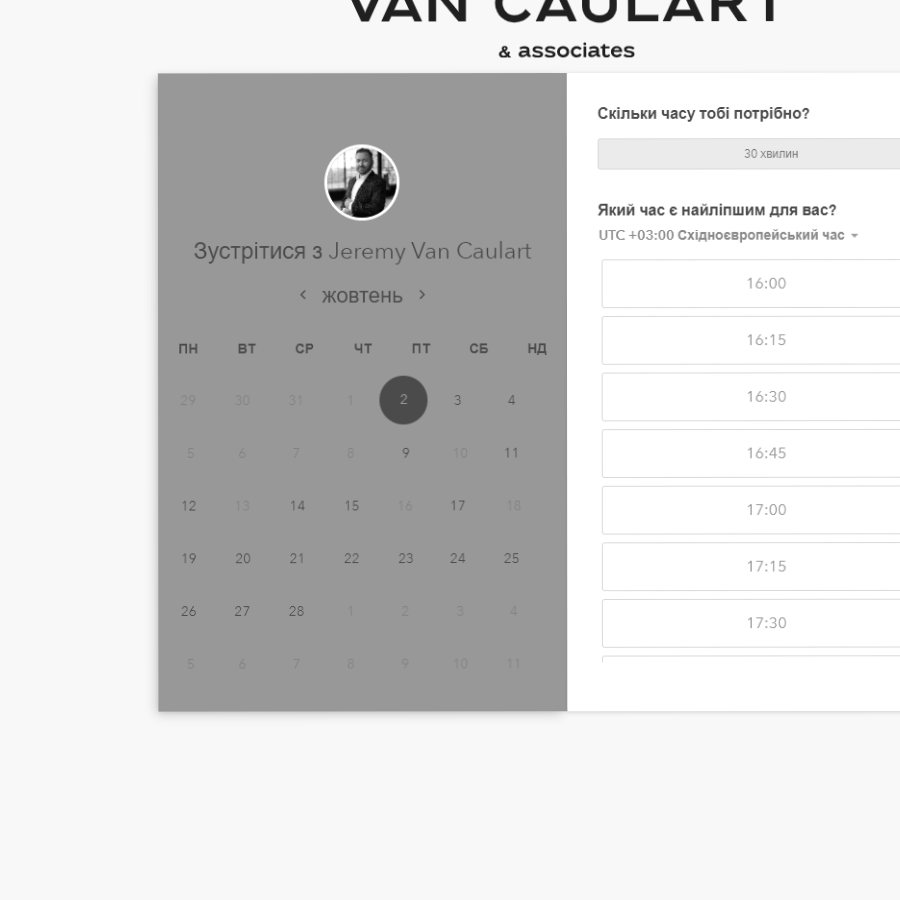 VAN CAULART
& associates
Зустрітися з Jeremy Van Caulart
жовтень
ПН ВТ СР ЧТ ПТ СБ НД
29 30 31 1 2 3 4
5 6 7 8 9 10 11
12 13 14 15 16 17 18
19 20 21 22 23 24 25
26 27 28 1 2 3 4
5 6 7 8 9 10 11
Скільки часу тобі потрібно?
30 хвилин
Який час є найліпшим для вас?
UTC +03:00 Східноєвропейський час
16:00
16:15
16:30
16:45
17:00
17:15
17:30